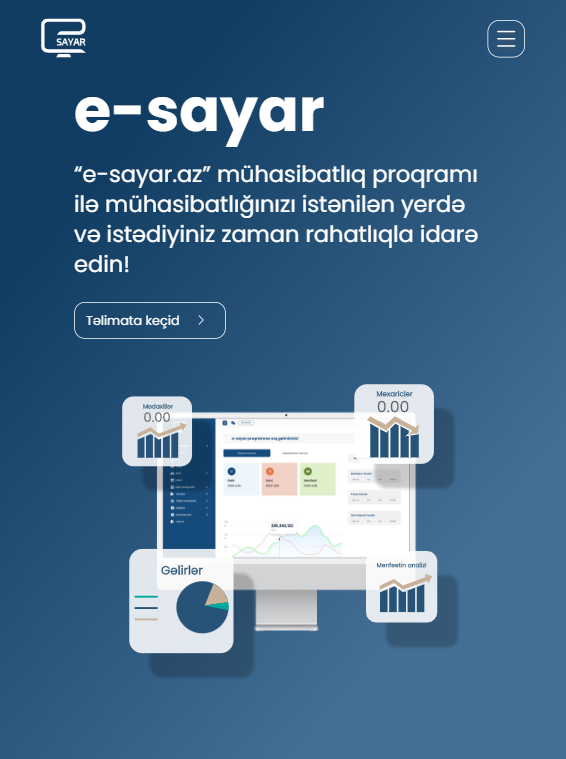 SAYAR
e-sayar
“e-sayar.az” mühasibatlıq proqramı
ilə mühasibatlığınızı istənilən yerdə
və istədiyiniz zaman rahatlıqla idarə
edin!
Təlimata keçid
Mədaxillər
0.00
Məxariclər
0.00
e-sayar proqramına xoş gəlmisiniz!
Gəlirlər
Mənfəətin analizi